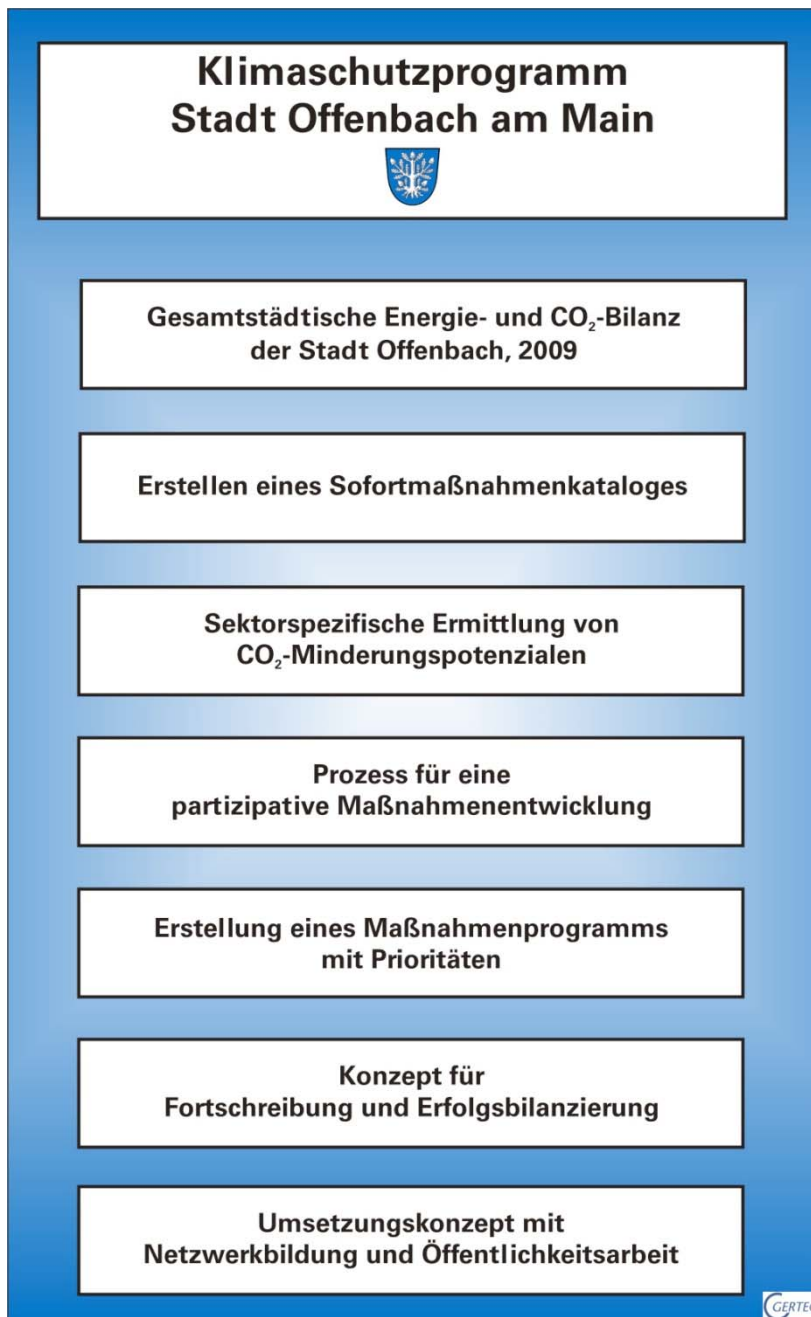 Klimaschutzprogramm
Stadt Offenbach am Main
Gesamtstädtische Energie- und CO₂-Bilanz
der Stadt Offenbach, 2009
Erstellen eines Sofortmaßnahmenkataloges
Sektorspezifische Ermittlung von
CO₂-Minderungspotenzialen
Prozess für eine
partizipative Maßnahmenentwicklung
Erstellung eines Maßnahmenprogramms
mit Prioritäten
Konzept für
Fortschreibung und Erfolgsbilanzierung
Umsetzungskonzept mit
Netzwerkbildung und Öffentlichkeitsarbeit